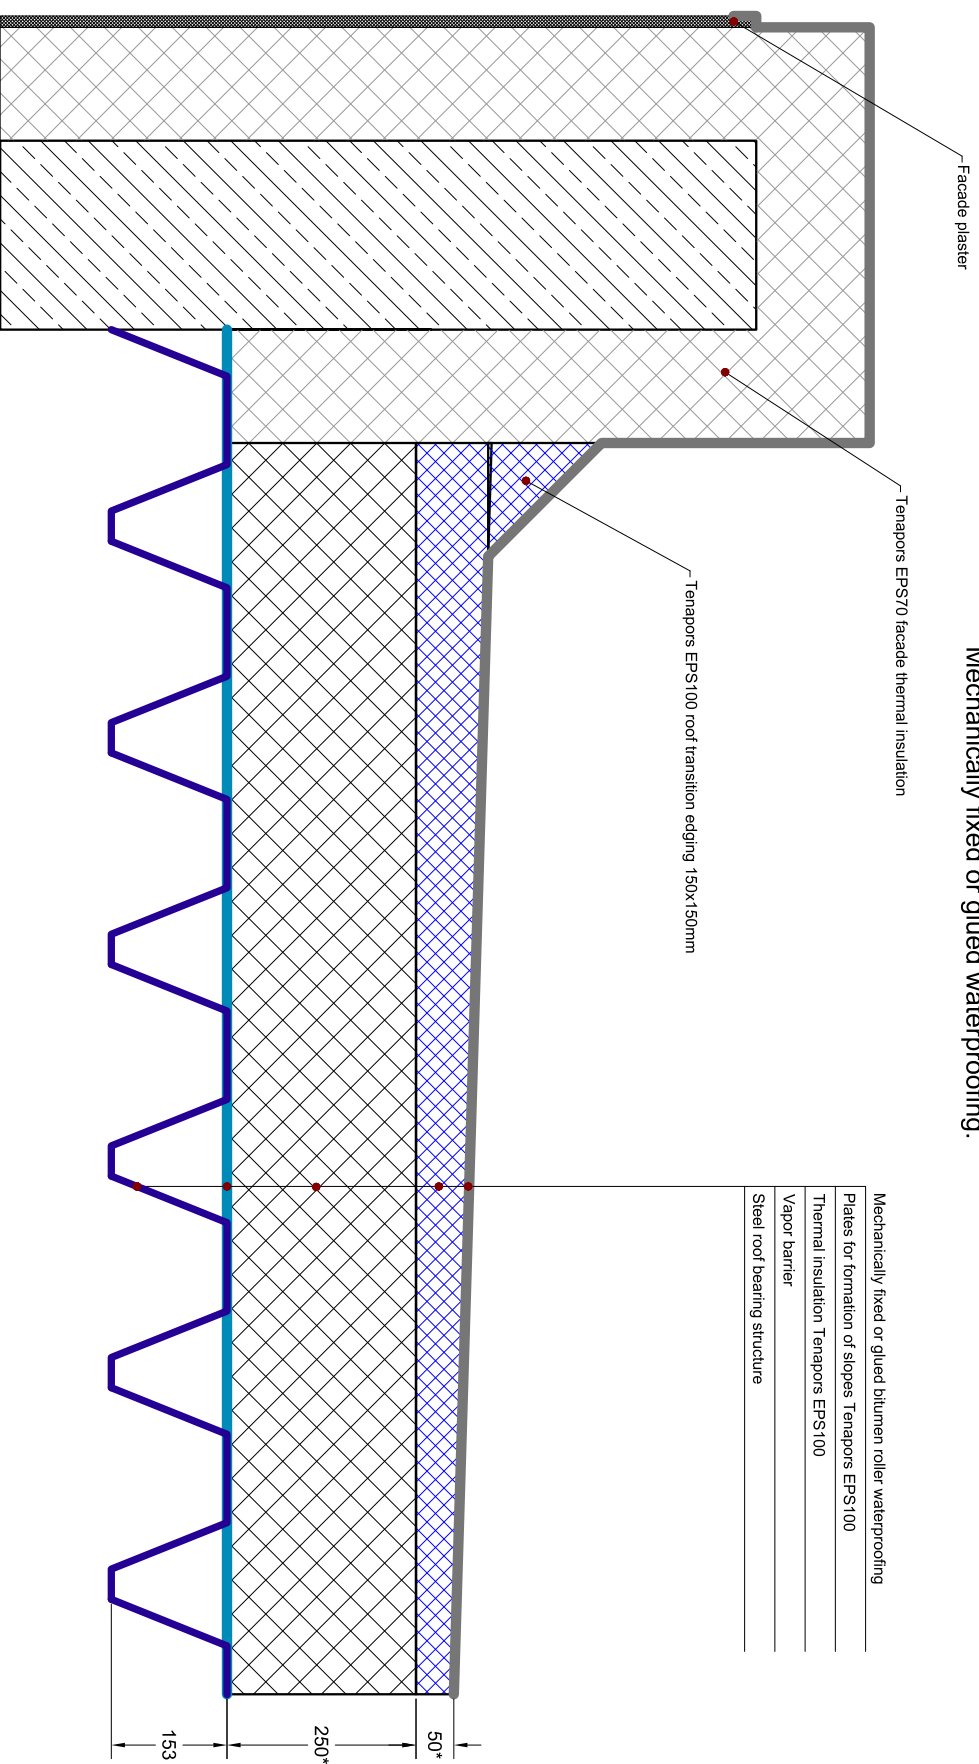 Mechanically fixed or glued waterproofing.
Mechanically fixed or glued bitumen roller waterproofing
Plates for formation of slopes Tenapors EPS100
Thermal insulation Tenapors EPS100
Vapor barrier
Steel roof bearing structure
Facade plaster
Tenapors EPS70 facade thermal insulation
Tenapors EPS100 roof transition edging 150x150mm
50*
250*
153